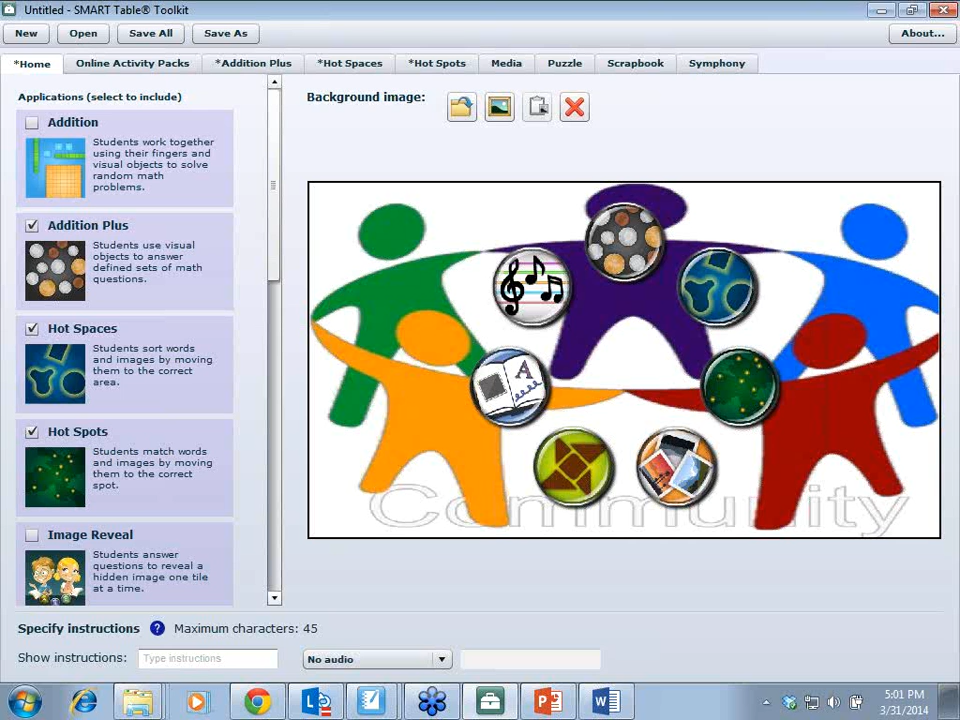 Untitled - SMART Table® Toolkit
New Open Save All Save As About...
*Home Online Activity Packs *Addition Plus *Hot Spaces *Hot Spots Media Puzzle Scrapbook Symphony
Applications (select to include)
Background image:
Addition
Students work together
using their fingers and
visual objects to solve
random math
problems.
Addition Plus
Students use visual
objects to answer
defined sets of math
questions.
Hot Spaces
Students sort words
and images by moving
them to the correct
area.
Hot Spots
Students match words
and images by moving
them to the correct
spot.
Image Reveal
Students answer
questions to reveal a
hidden image one tile
at a time.
A
Community
Specify instructions ? Maximum characters: 45
Show instructions: Type instructions No audio
5:01 PM
3/31/2014